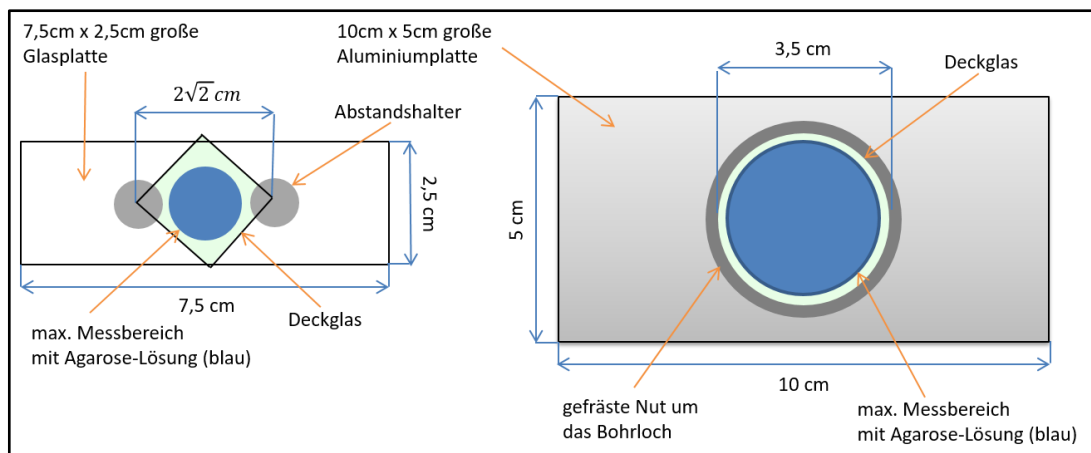 7,5cm x 2,5cm große
Glasplatte
2√2 cm
Abstandshalter
2,5 cm
7,5 cm
max. Messbereich
mit Agarose-Lösung (blau)
Deckglas
10cm x 5cm große
Aluminiumplatte
3,5 cm
Deckglas
5 cm
10 cm
gefräste Nut um
das Bohrloch
max. Messbereich
mit Agarose-Lösung (blau)